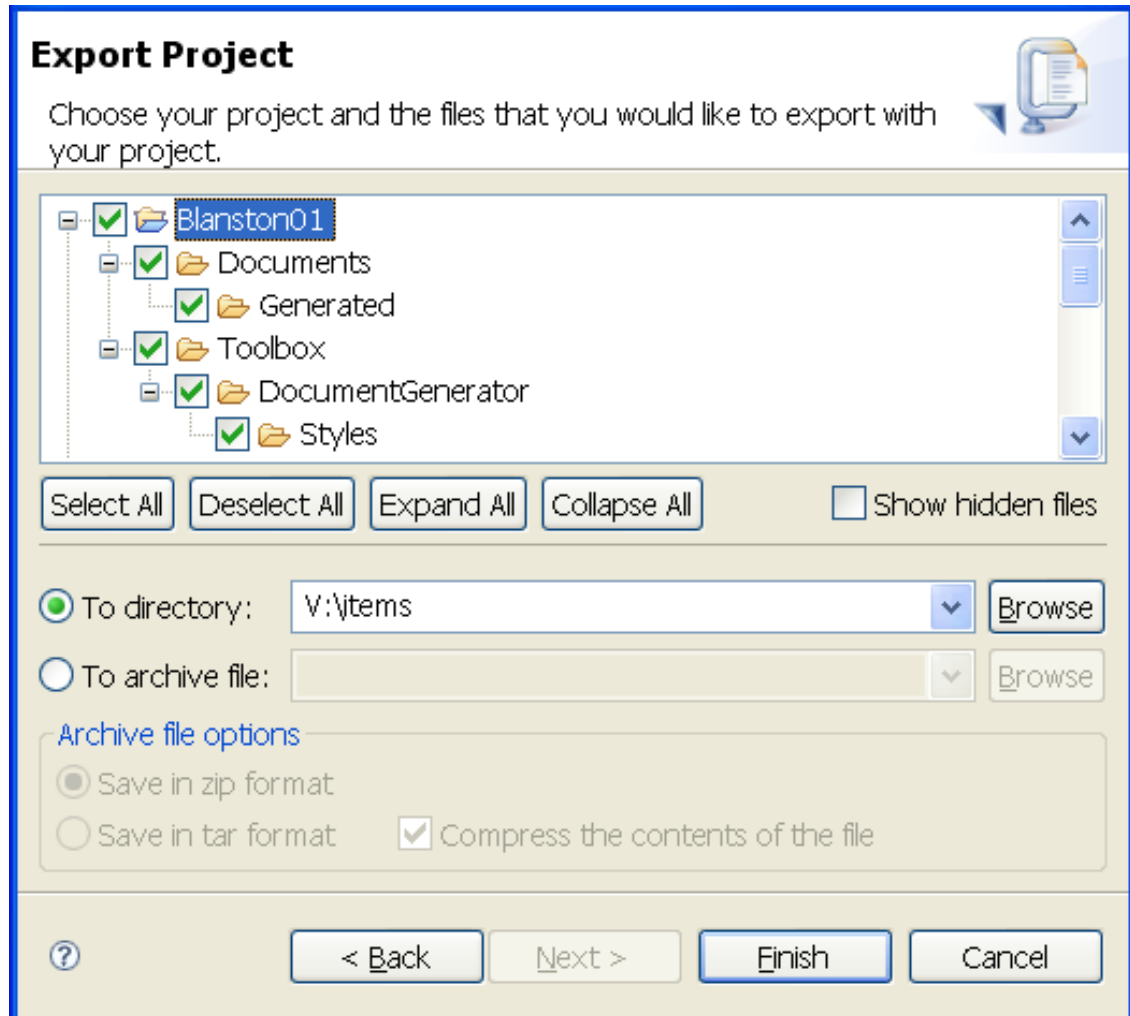 Export Project
Choose your project and the files that you would like to export with
your project.
Blanston01
Documents
Generated
Toolbox
DocumentGenerator
Styles
Select All Deselect All Expand All Collapse All Show hidden files
To directory: V:\items Browse
To archive file: Browse
Archive file options
Save in zip format
Save in tar format Compress the contents of the file
? < Back Next > Finish Cancel